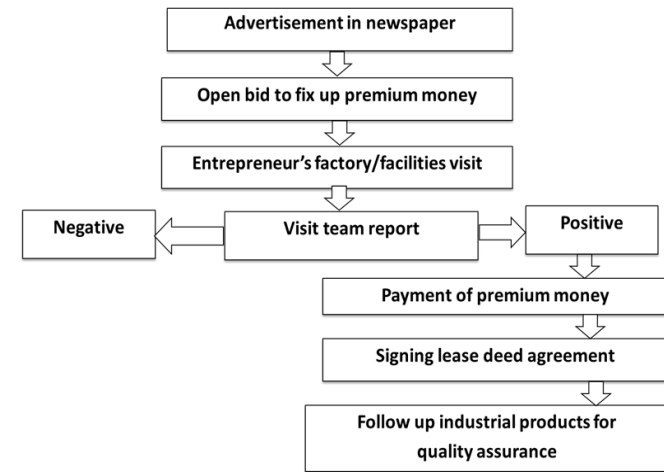 Advertisement in newspaper
Open bid to fix up premium money
Entrepreneur’s factory/facilities visit
Negative
Visit team report
Positive
Payment of premium money
Signing lease deed agreement
Follow up industrial products for
quality assurance